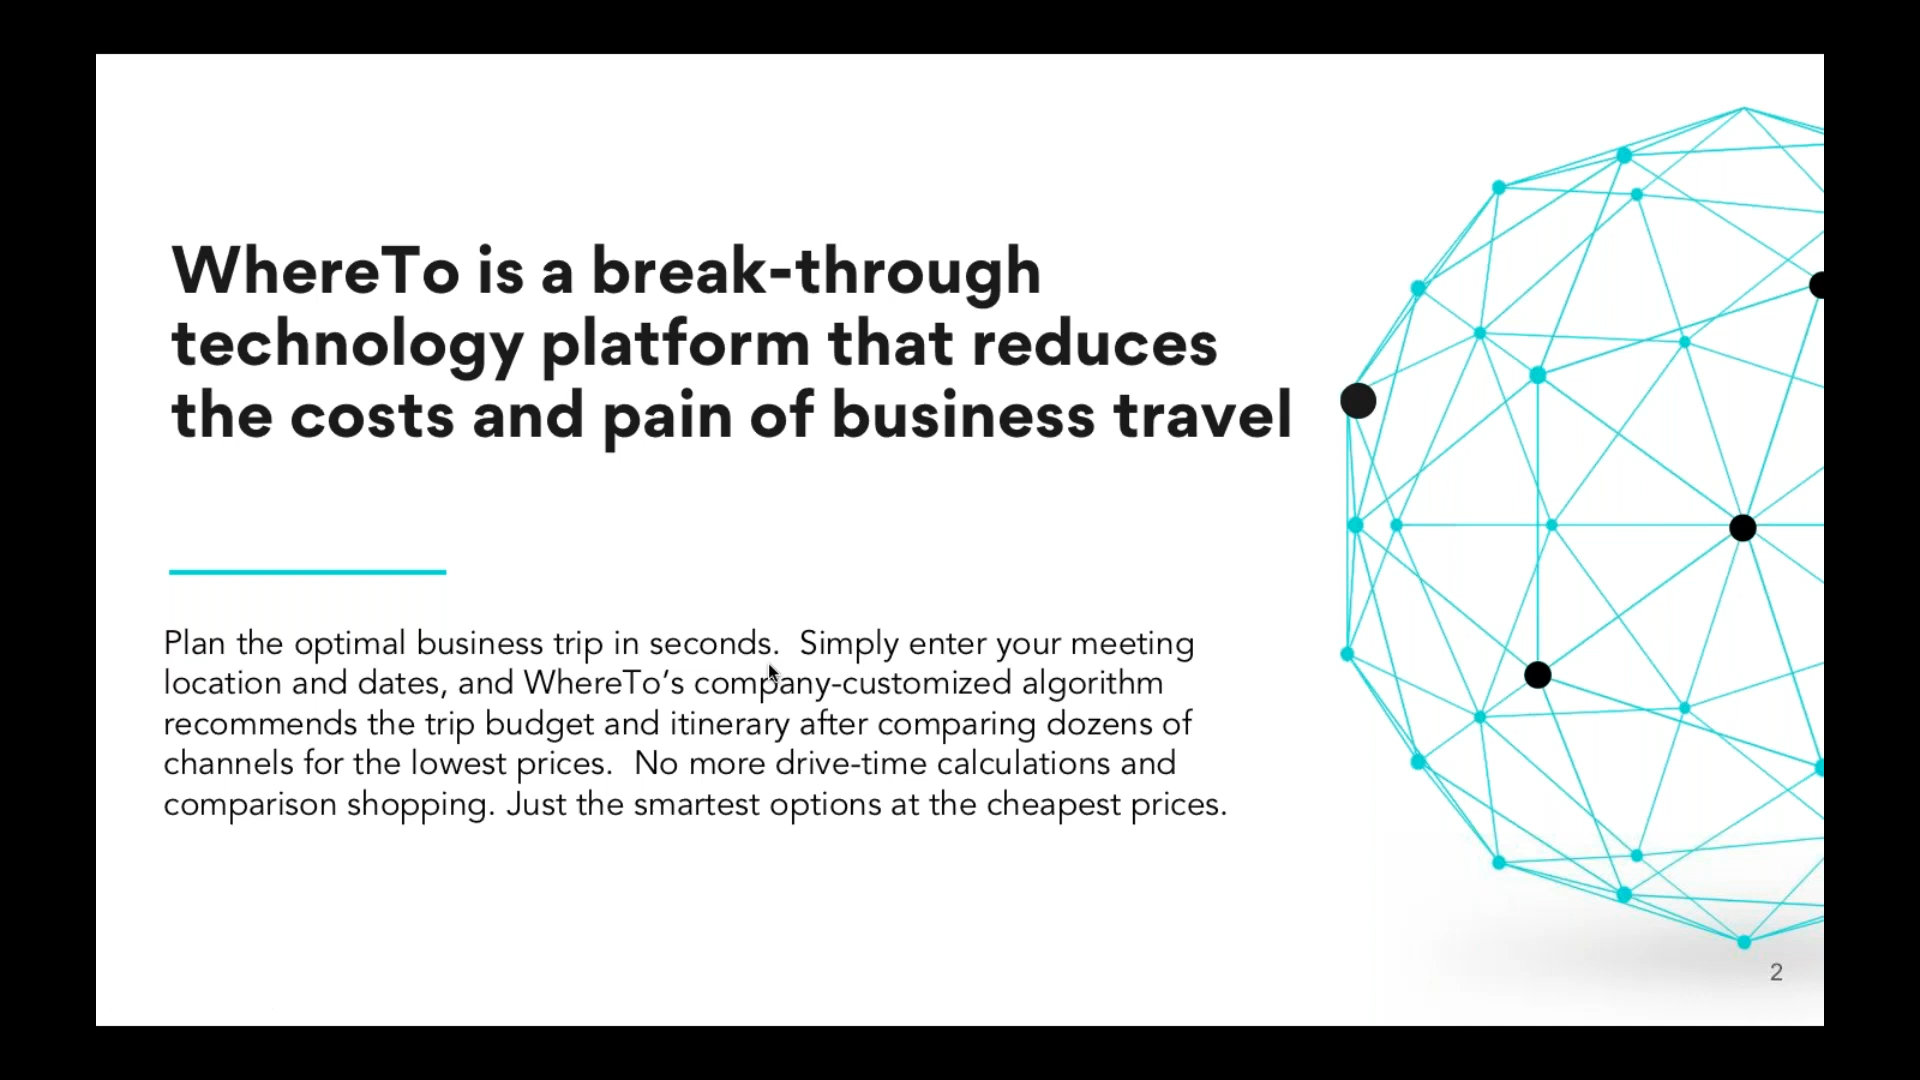 WhereTo is a break-through
technology platform that reduces
the costs and pain of business travel
Plan the optimal business trip in seconds.  Simply enter your meeting
location and dates, and WhereTo’s company-customized algorithm
recommends the trip budget and itinerary after comparing dozens of
channels for the lowest prices.  No more drive-time calculations and
comparison shopping. Just the smartest options at the cheapest prices.
2